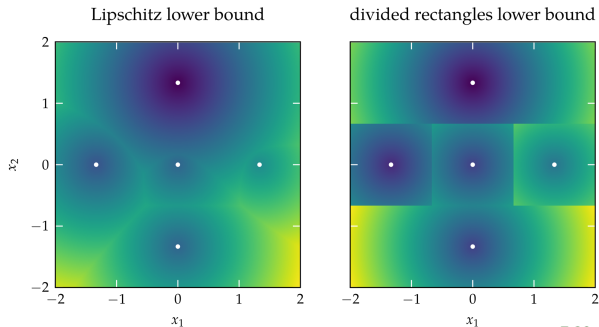 Lipschitz lower bound
divided rectangles lower bound
2
1
0
−1
−2
x2
−2 −1 0 1 2
−2 −1 0 1 2
x1
x1